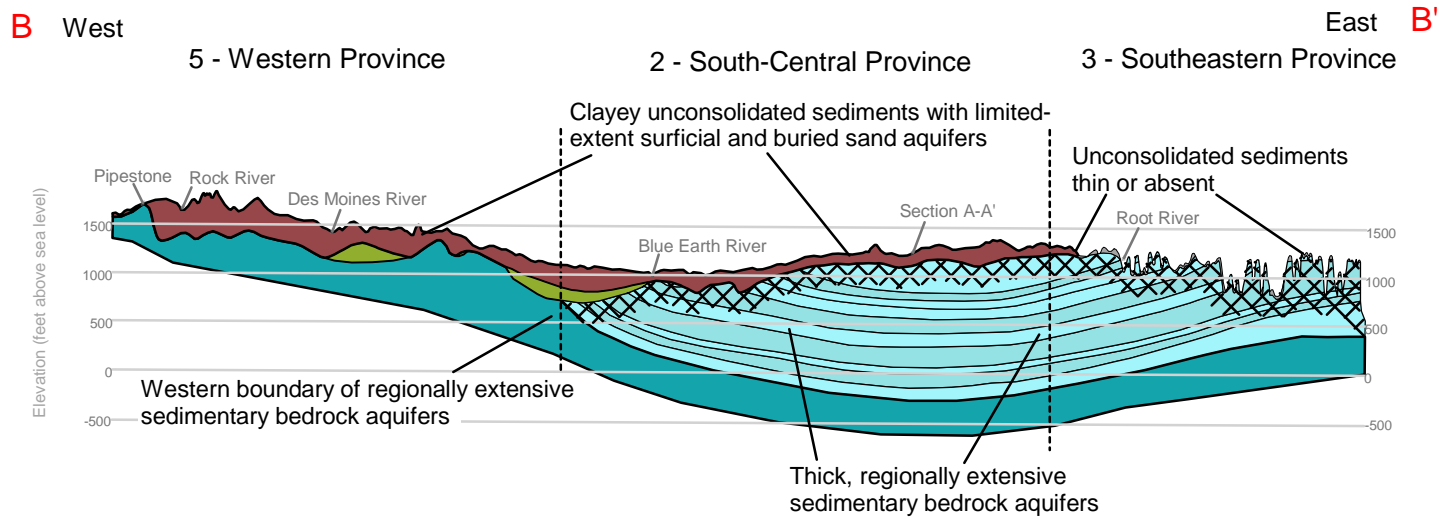 B West
East B'
5 - Western Province
2 - South-Central Province
3 - Southeastern Province
Clayey unconsolidated sediments with limited-
extent surficial and buried sand aquifers
Unconsolidated sediments
thin or absent
Pipestone
Rock River
Des Moines River
Blue Earth River
Section A-A'
Root River
Elevation (feet above sea level)
1500
1000
500
0
-500
1500
1000
500
0
-500
Western boundary of regionally extensive
sedimentary bedrock aquifers
Thick, regionally extensive
sedimentary bedrock aquifers